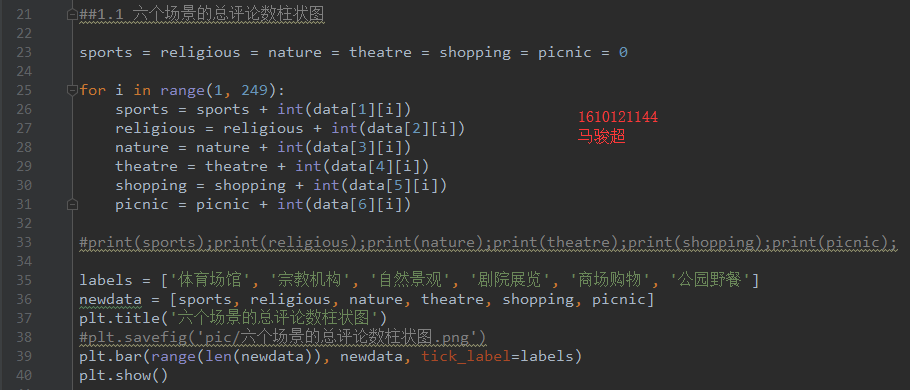 21 ##1.1 六个场景的总评论数柱状图
22
23 sports = religious = nature = theatre = shopping = picnic = 0
24
25 for i in range(1, 249):
26     sports = sports + int(data[1][i])
27     religious = religious + int(data[2][i])
28     nature = nature + int(data[3][i])
29     theatre = theatre + int(data[4][i])
30     shopping = shopping + int(data[5][i])
31     picnic = picnic + int(data[6][i])
1610121144
马骏超
32
33 #print(sports);print(religious);print(nature);print(theatre);print(shopping);print(picnic);
34
35 labels = ['体育场馆', '宗教机构', '自然景观', '剧院展览', '商场购物', '公园野餐']
36 newdata = [sports, religious, nature, theatre, shopping, picnic]
37 plt.title('六个场景的总评论数柱状图')
38 #plt.savefig('pic/六个场景的总评论数柱状图.png')
39 plt.bar(range(len(newdata)), newdata, tick_label=labels)
40 plt.show()